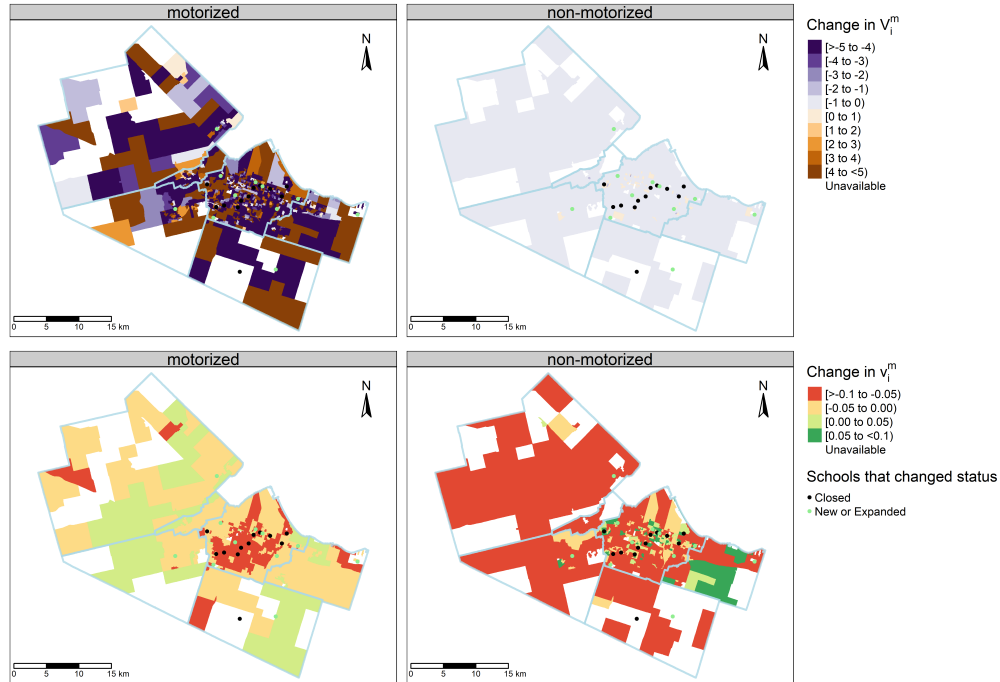 motorized
non-motorized
N
N
0 5 10 15 km
0 5 10 15 km
Change in V_i^m
[>-5 to -4)
[-4 to -3)
[-3 to -2)
[-2 to -1)
[-1 to 0)
[0 to 1)
[1 to 2)
[2 to 3)
[3 to 4)
[4 to <5)
Unavailable
motorized
non-motorized
N
N
0 5 10 15 km
0 5 10 15 km
Change in v_i^m
[>-0.1 to -0.05)
[-0.05 to 0.00)
[0.00 to 0.05)
[0.05 to <0.1)
Unavailable
Schools that changed status
Closed
New or Expanded